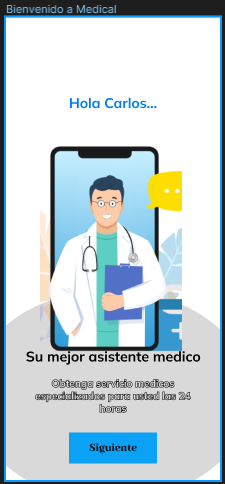 Bienvenido a Medical
Hola Carlos...
Su mejor asistente medico
Obtenga servicio medicos
especializados para usted las 24
horas
Siguiente